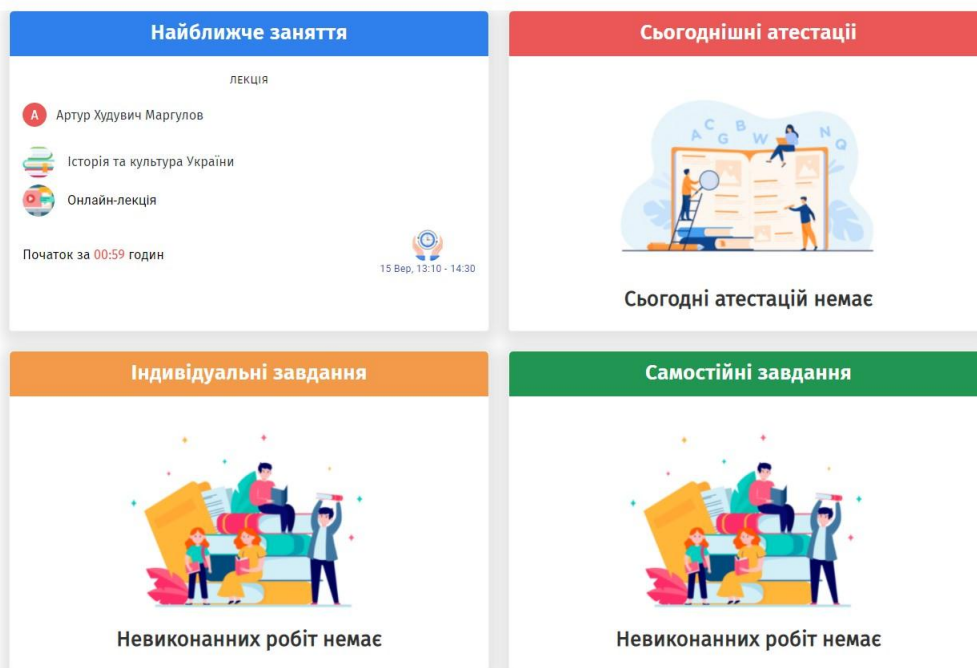 Найближче заняття
ЛЕКЦІЯ
А
Артур Худувич Маргулов
Історія та культура України
Онлайн-лекція
Початок за 00:59 годин
15 Вер, 13:10 - 14:30
Сьогоднішні атестації
A C G B W N Q
Сьогодні атестацій немає
Індивідуальні завдання
Невиконанних робіт немає
Самостійні завдання
Невиконанних робіт немає